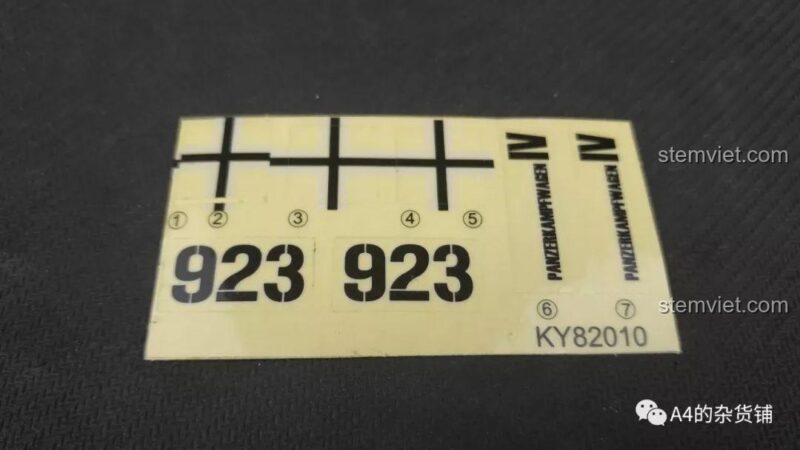 ① ② ③ ④ ⑤
923 923
PANZERKAMPFWAGEN IV
PANZERKAMPFWAGEN IV
⑥ ⑦
KY82010
stemviet.com
stemviet.com
A4的杂货铺